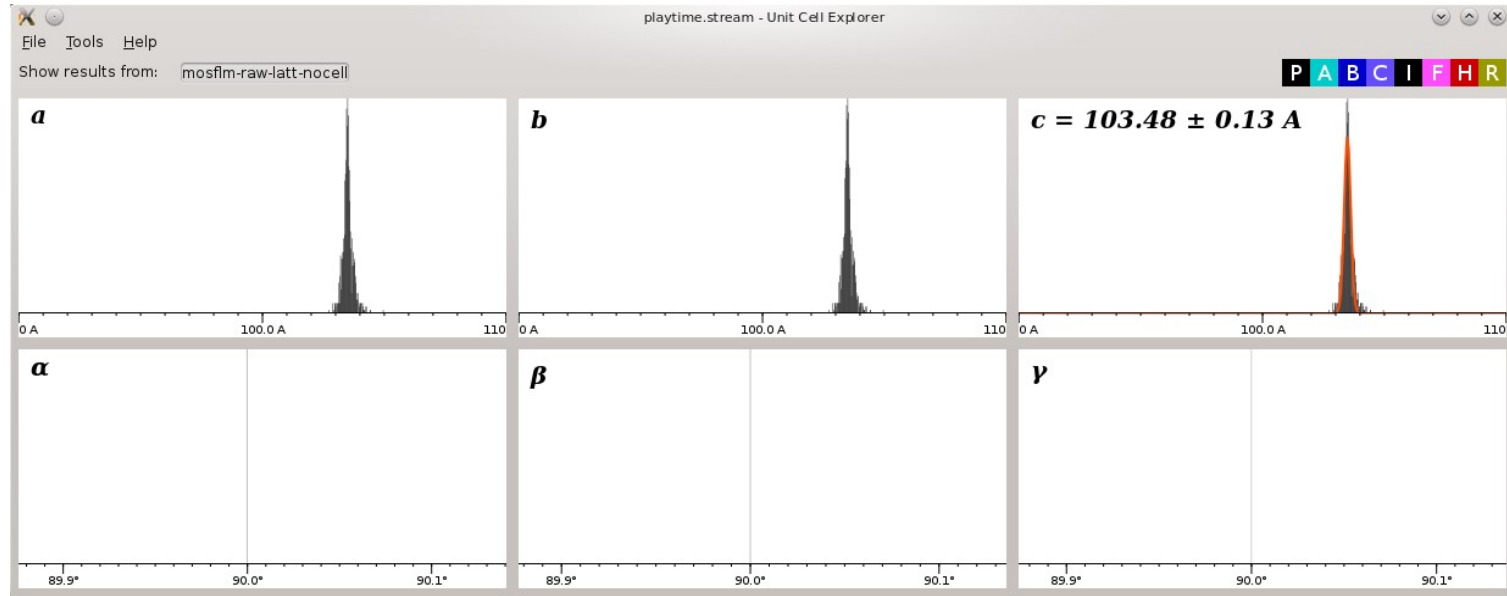 playtime.stream - Unit Cell Explorer
File Tools Help
Show results from: mosflm-raw-latt-nocell
P A B C I F H R
a
b
c = 103.48 ± 0.13 A
0 A 100.0 A 110
0 A 100.0 A 110
0 A 100.0 A 110
α
β
γ
89.9° 90.0° 90.1°
89.9° 90.0° 90.1°
89.9° 90.0° 90.1°